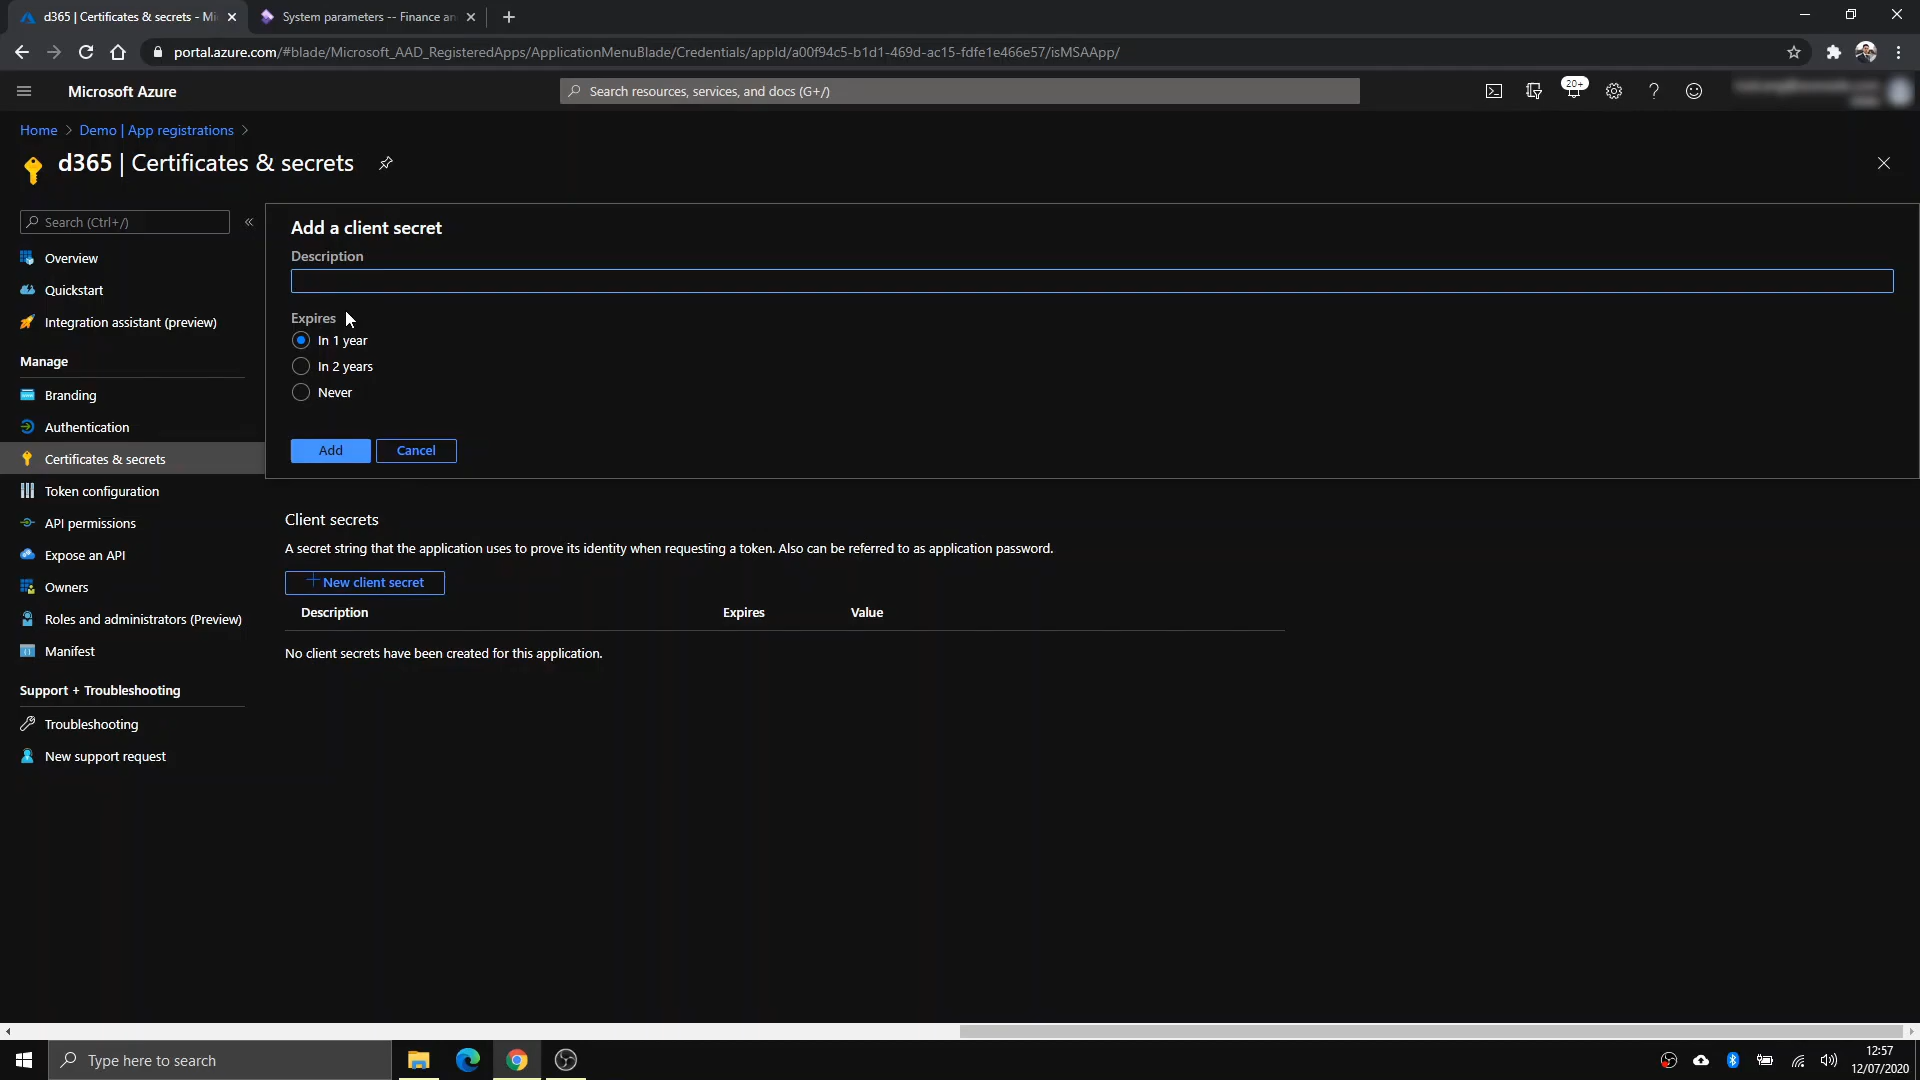 d365 | Certificates & secrets - Mi
System parameters -- Finance an
portal.azure.com/#blade/Microsoft_AAD_RegisteredApps/ApplicationMenuBlade/Credentials/appId/a00f94c5-b1d1-469d-ac15-fdfe1e466e57/isMSAApp/
Microsoft Azure
Search resources, services, and docs (G+/)
20+
Home > Demo | App registrations >
d365 | Certificates & secrets
Search (Ctrl+/)
«
Overview
Quickstart
Integration assistant (preview)
Manage
Branding
Authentication
Certificates & secrets
Token configuration
API permissions
Expose an API
Owners
Roles and administrators (Preview)
Manifest
Support + Troubleshooting
Troubleshooting
New support request
Add a client secret
Description
Expires
In 1 year
In 2 years
Never
Add Cancel
Client secrets
A secret string that the application uses to prove its identity when requesting a token. Also can be referred to as application password.
+ New client secret
Description Expires Value
No client secrets have been created for this application.
Type here to search
12:57
12/07/2020